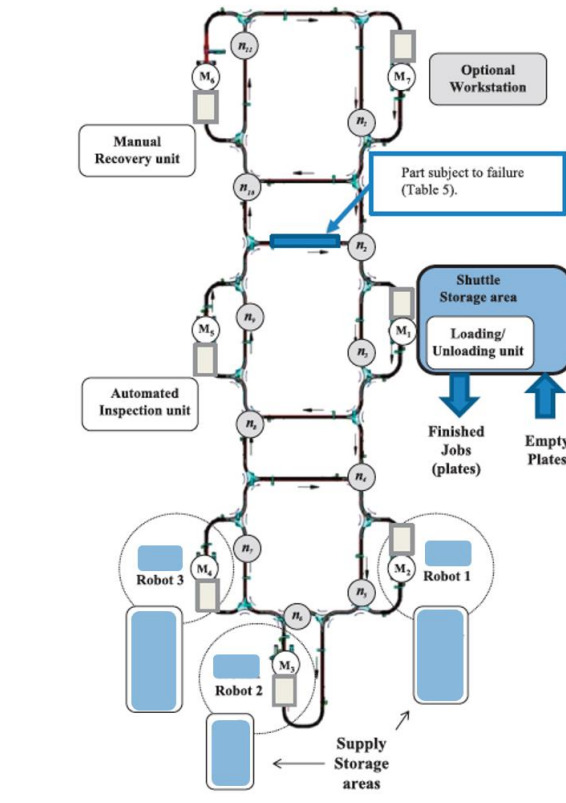 n₁₁
M₆
M₇
Optional
Workstation
n₁
Manual
Recovery unit
Part subject to failure
(Table 5).
n₁₀
n₂
Shuttle
Storage area
n₉
M₅
M₁
Loading/
Unloading unit
n₃
Automated
Inspection unit
n₈
Finished
Jobs
(plates)
Empty
Plates
n₄
n₇
Robot 3
M₄
M₂
Robot 1
n₅
n₆
M₃
Robot 2
Supply
Storage
areas